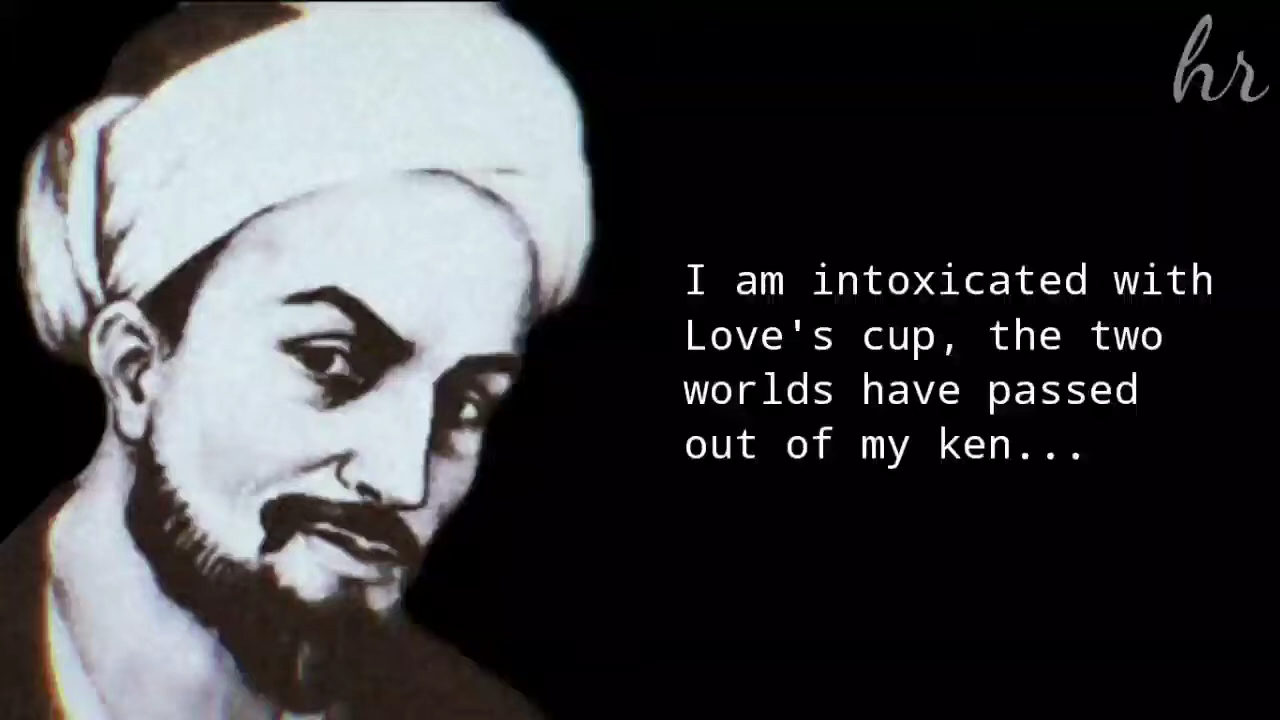 hr
I am intoxicated with
Love's cup, the two
worlds have passed
out of my ken...